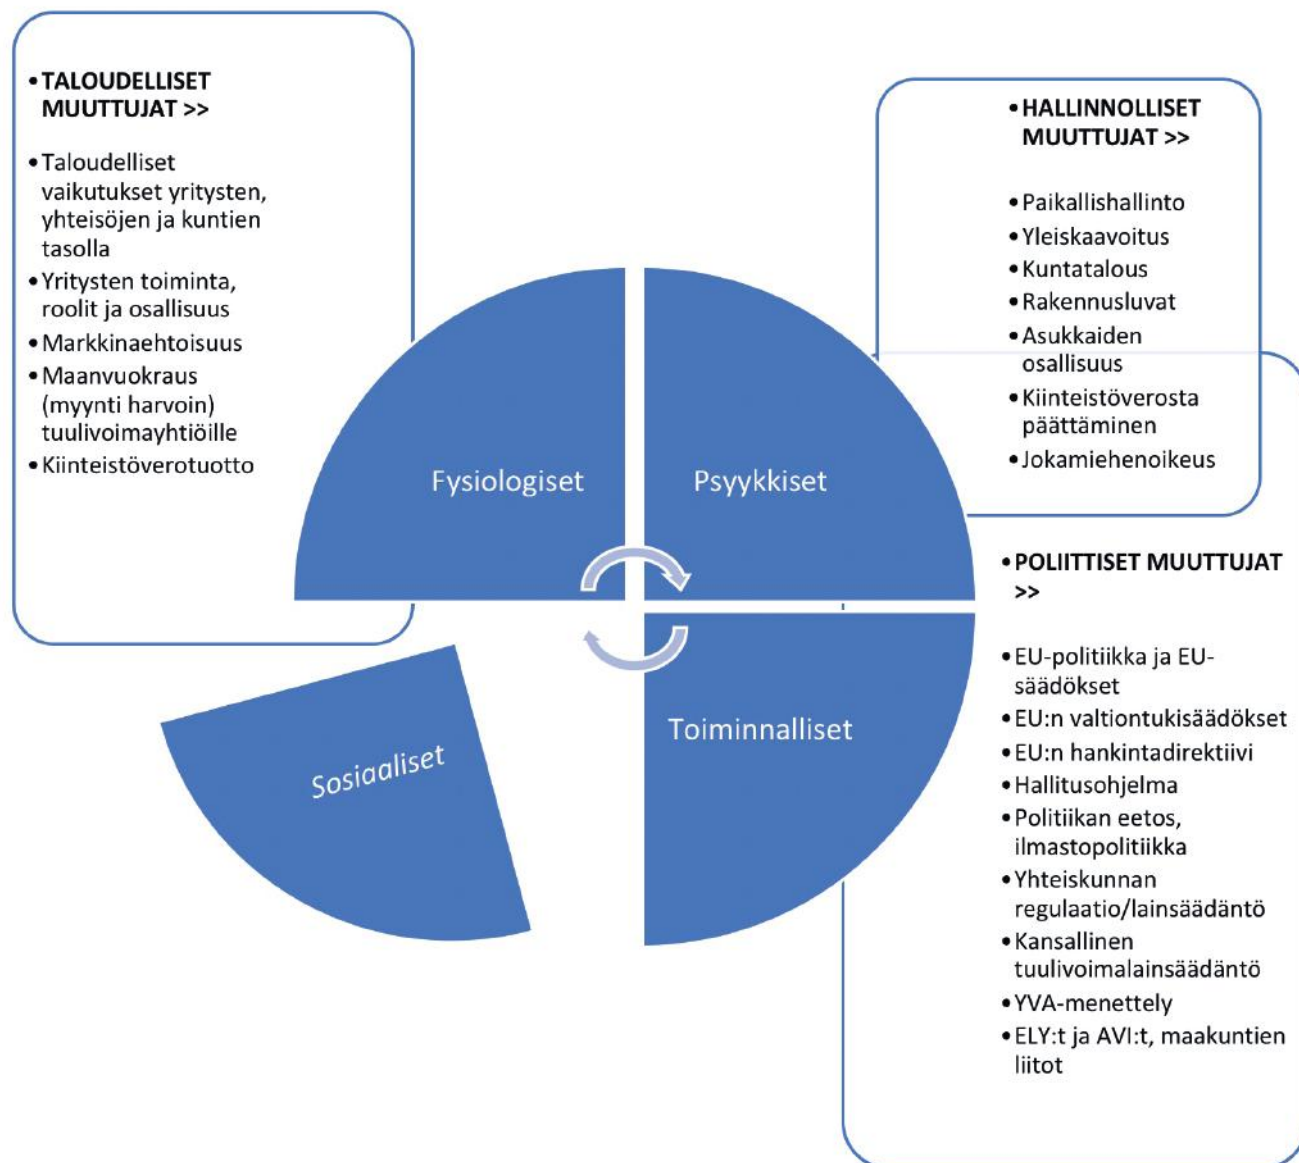 •TALOUDELLISET
MUUTTUJAT >>
•Taloudelliset
vaikutukset yritysten,
yhteisöjen ja kuntien
tasolla
•Yritysten toiminta,
roolit ja osallisuus
•Markkinaehtoisuus
•Maanvuokraus
(myynti harvoin)
tuulivoimayhtiöille
•Kiinteistöverotuotto
•HALLINNOLLISET
MUUTTUJAT >>
•Paikallishallinto
•Yleiskaavoitus
•Kuntatalous
•Rakennusluvat
•Asukkaiden
osallisuus
•Kiinteistöverosta
päättäminen
•Jokamiehenoikeus
Fysiologiset
Psyykkiset
Sosiaaliset
Toiminnalliset
•POLIITTISET MUUTTUJAT
>>
•EU-politiikka ja EU-
säädökset
•EU:n valtiontukisäädökset
•EU:n hankintadirektiivi
•Hallitusohjelma
•Politiikan eetos,
ilmastopolitiikka
•Yhteiskunnan
regulaatio/lainsäädäntö
•Kansallinen
tuulivoimalainsäädäntö
•YVA-menettely
•ELY:t ja AVI:t, maakuntien
liitot